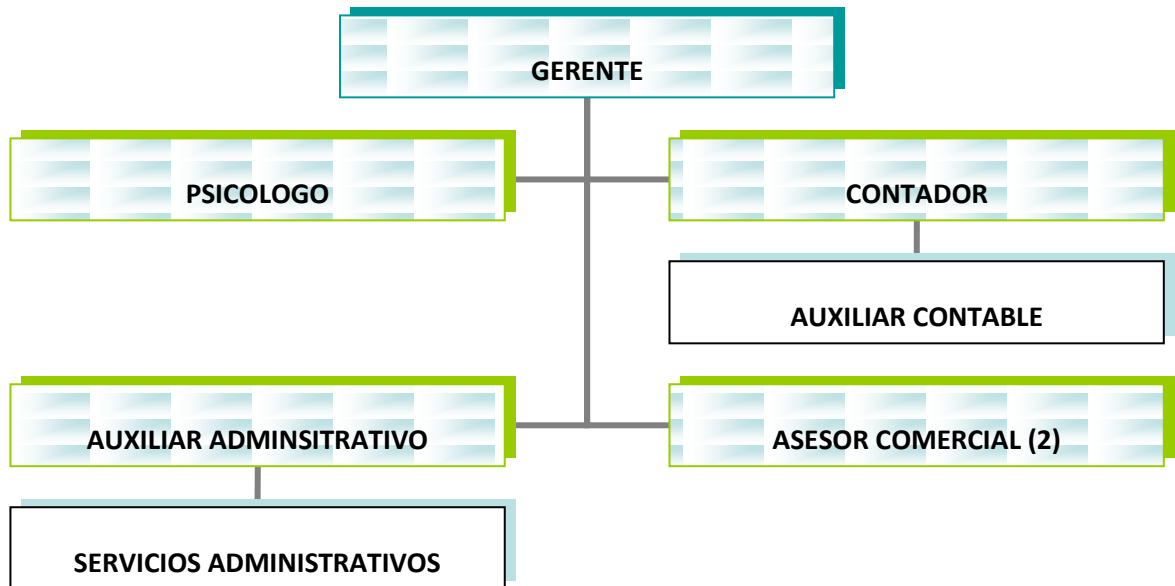 GERENTE
PSICOLOGO
CONTADOR
AUXILIAR CONTABLE
AUXILIAR ADMINSITRATIVO
ASESOR COMERCIAL (2)
SERVICIOS ADMINISTRATIVOS